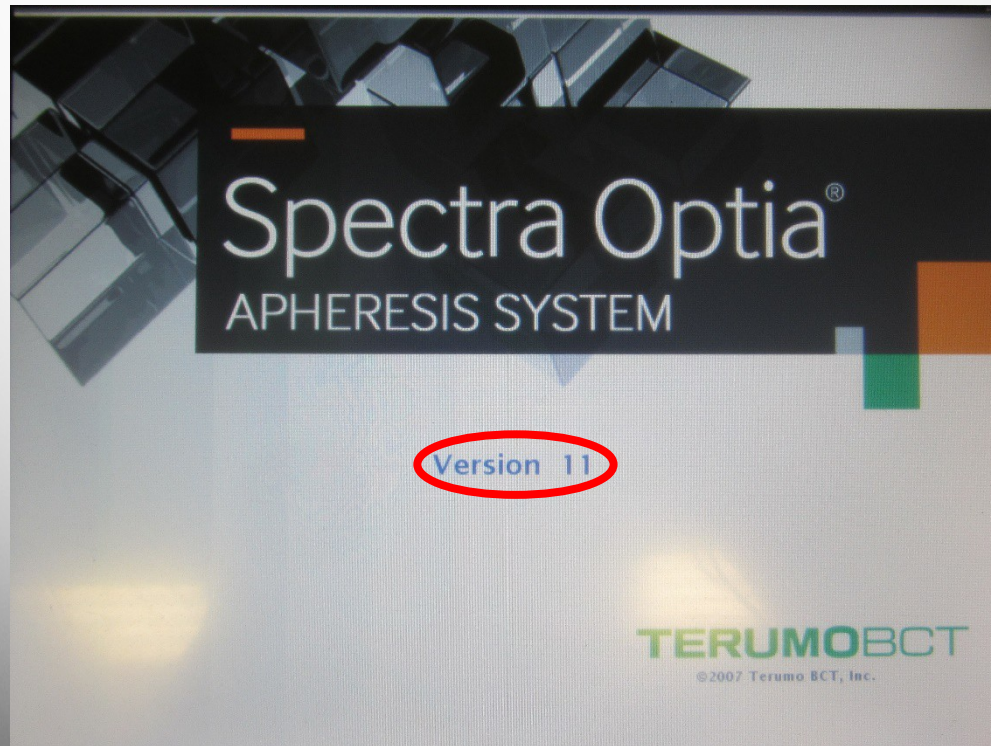 Spectra Optia®
APHERESIS SYSTEM
Version 11
TERUMOBCT
©2007 Terumo BCT, Inc.